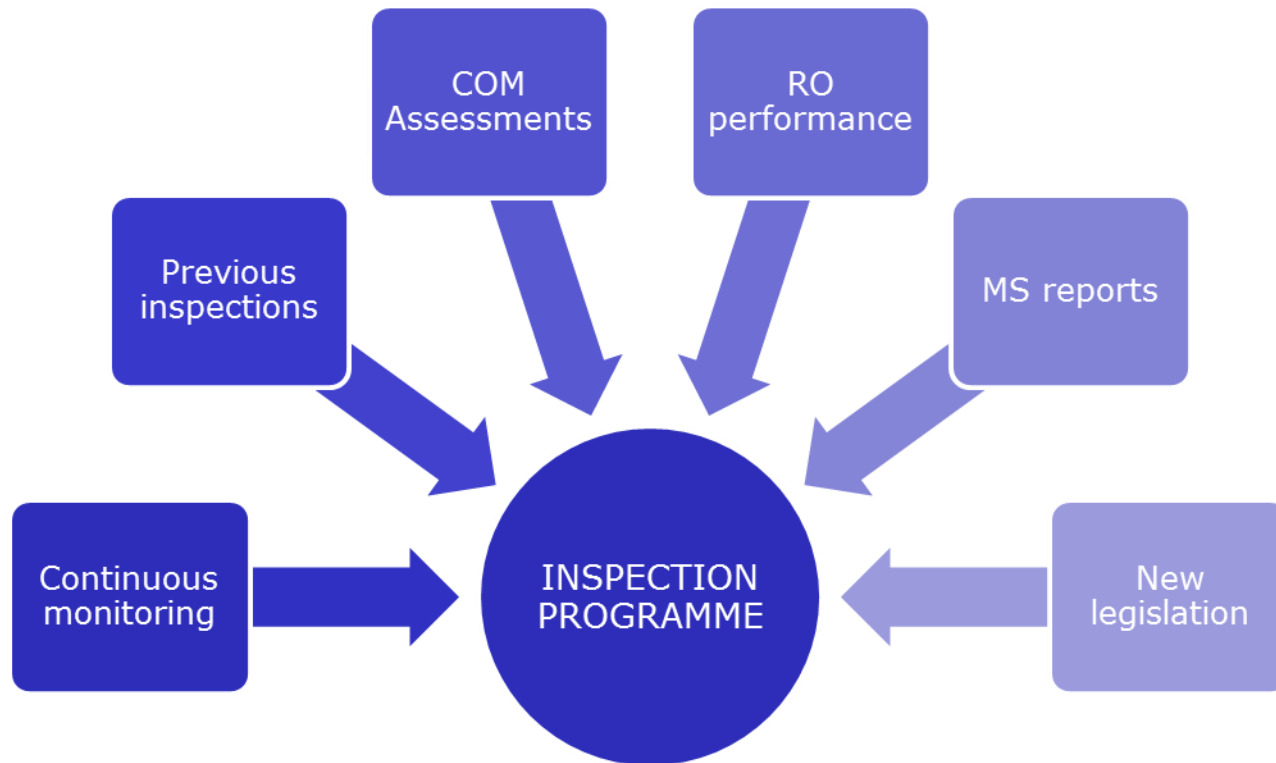 COM
Assessments
RO
performance
Previous
inspections
MS reports
Continuous
monitoring
INSPECTION
PROGRAMME
New
legislation